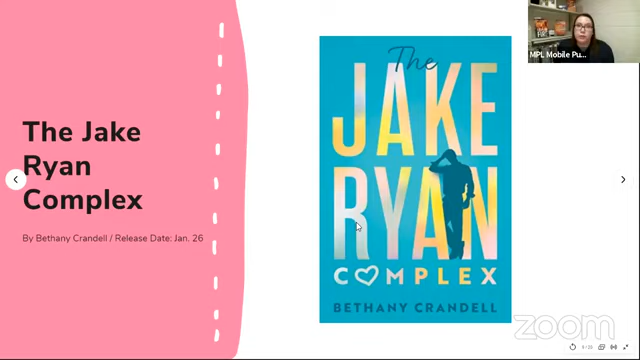 The Jake
Ryan
Complex
By Bethany Crandell / Release Date: Jan. 26
The
JAKE
RYAN
COMPLEX
BETHANY CRANDELL
MPL Mobile Pu...
zoom